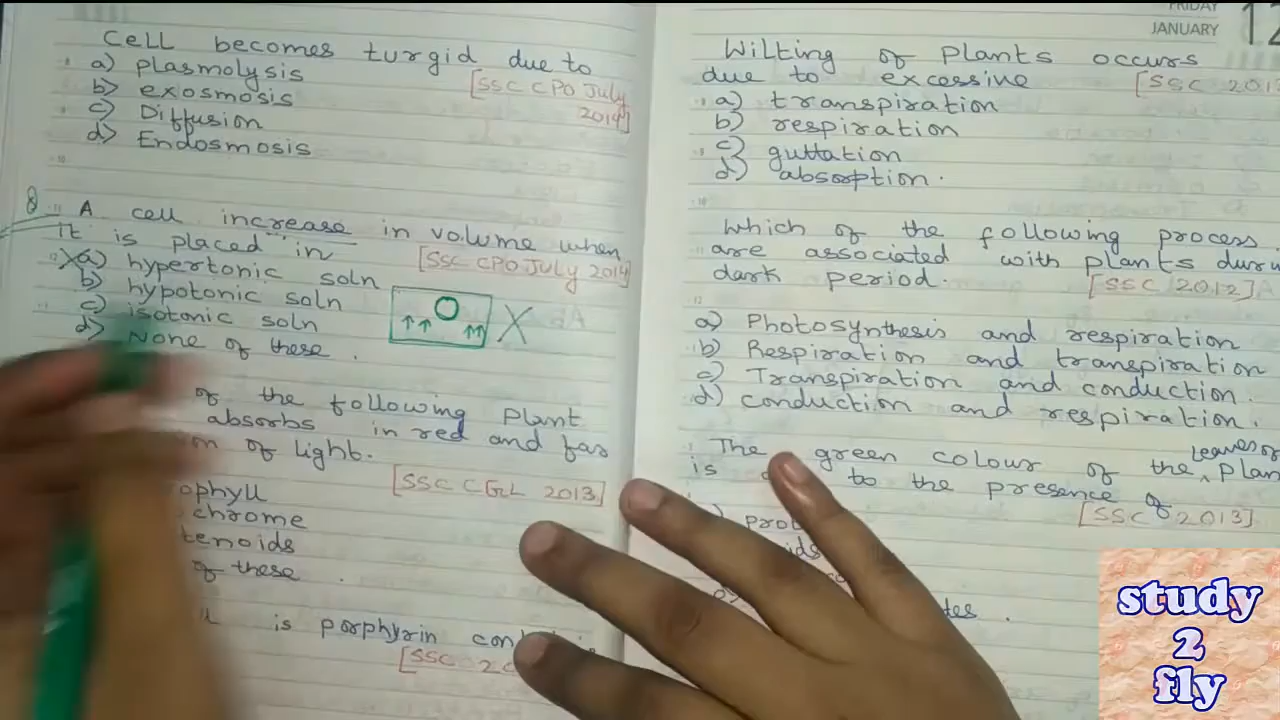 Cell becomes turgid due to
a) plasmolysis
[SSC CPO July 2014]
b) exosmosis
c) Diffusion
d) Endosmosis
Q A cell increase in volume when
it is placed in
[SSC CPO JULY 2014]
a) hypertonic soln
b) hypotonic soln
c) isotonic soln
d) None of these .
of the following plant
absorbs in red and far
of light.
[SSC CGL 2013]
ophyll
chrome
tenoids
of these .
is porphyrin
[SSC
FRIDAY
JANUARY 12
Wilting of plants occurs
due to excessive
[SSC 201
a) transpiration
b) respiration
c) guttation
d) absorption.
Which of the following process
are associated with plants
dark period.
[SSC 2012]
a) Photosynthesis and respiration
b) Respiration and transpiration
c) Transpiration and conduction.
d) conduction and respiration.
leaves of
The green colour of the plan
is to the presence of
[SSC 2013]
study
2
fly